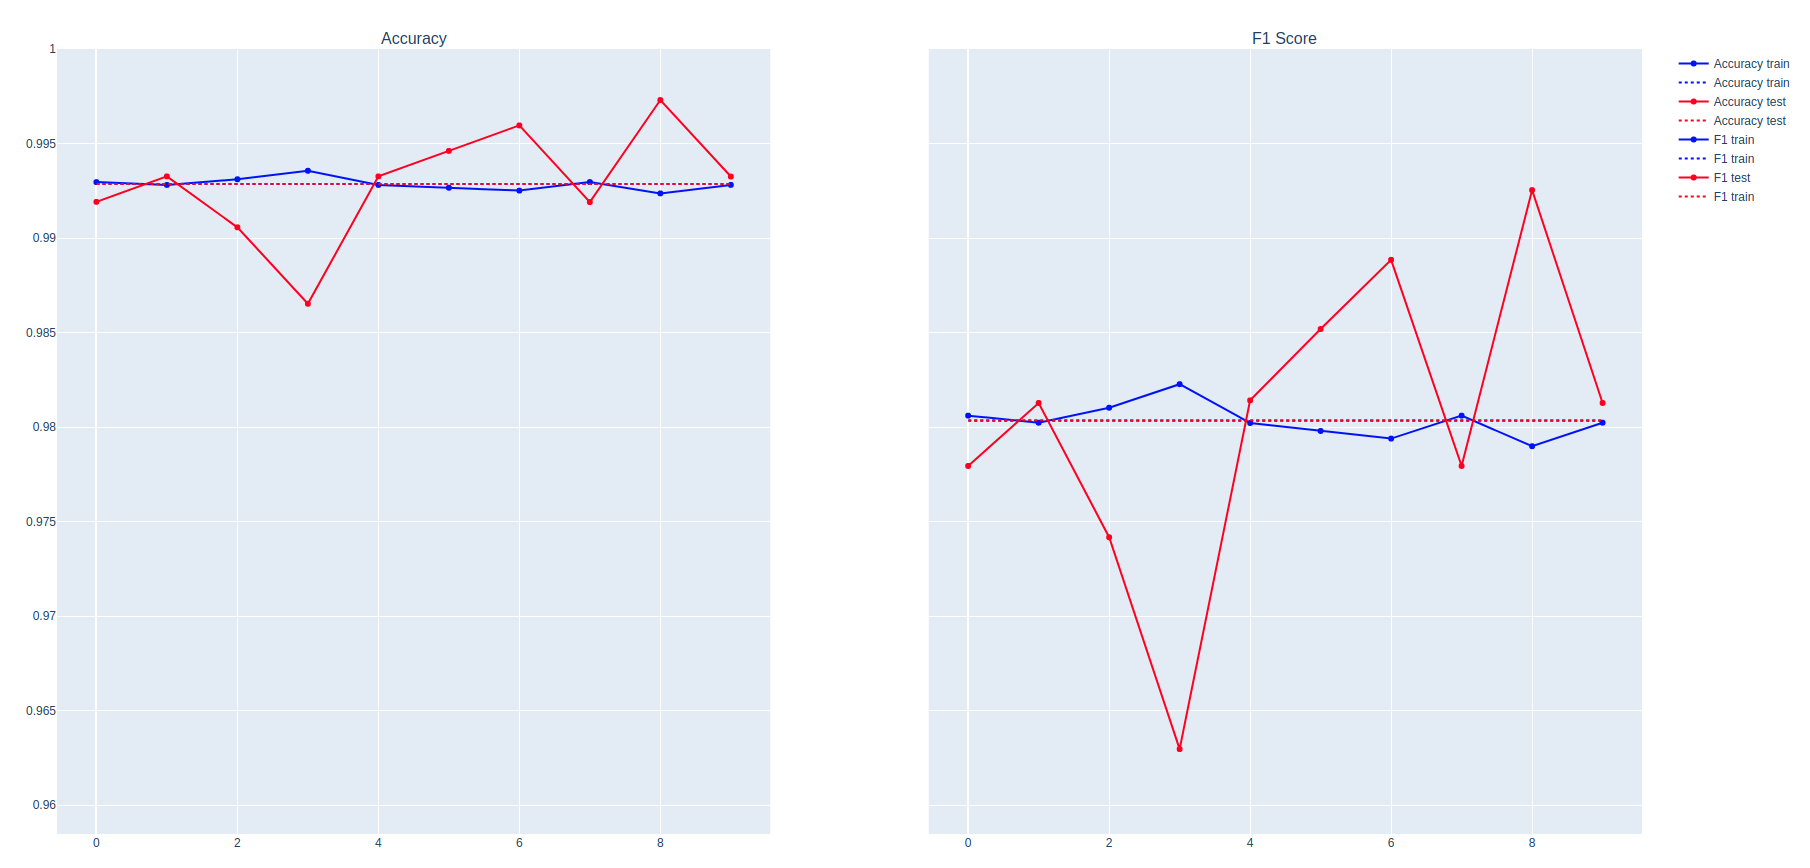 Accuracy
F1 Score
1
0.995
0.99
0.985
0.98
0.975
0.97
0.965
0.96
0 2 4 6 8
0 2 4 6 8
Accuracy train
Accuracy train
Accuracy test
Accuracy test
F1 train
F1 train
F1 test
F1 train